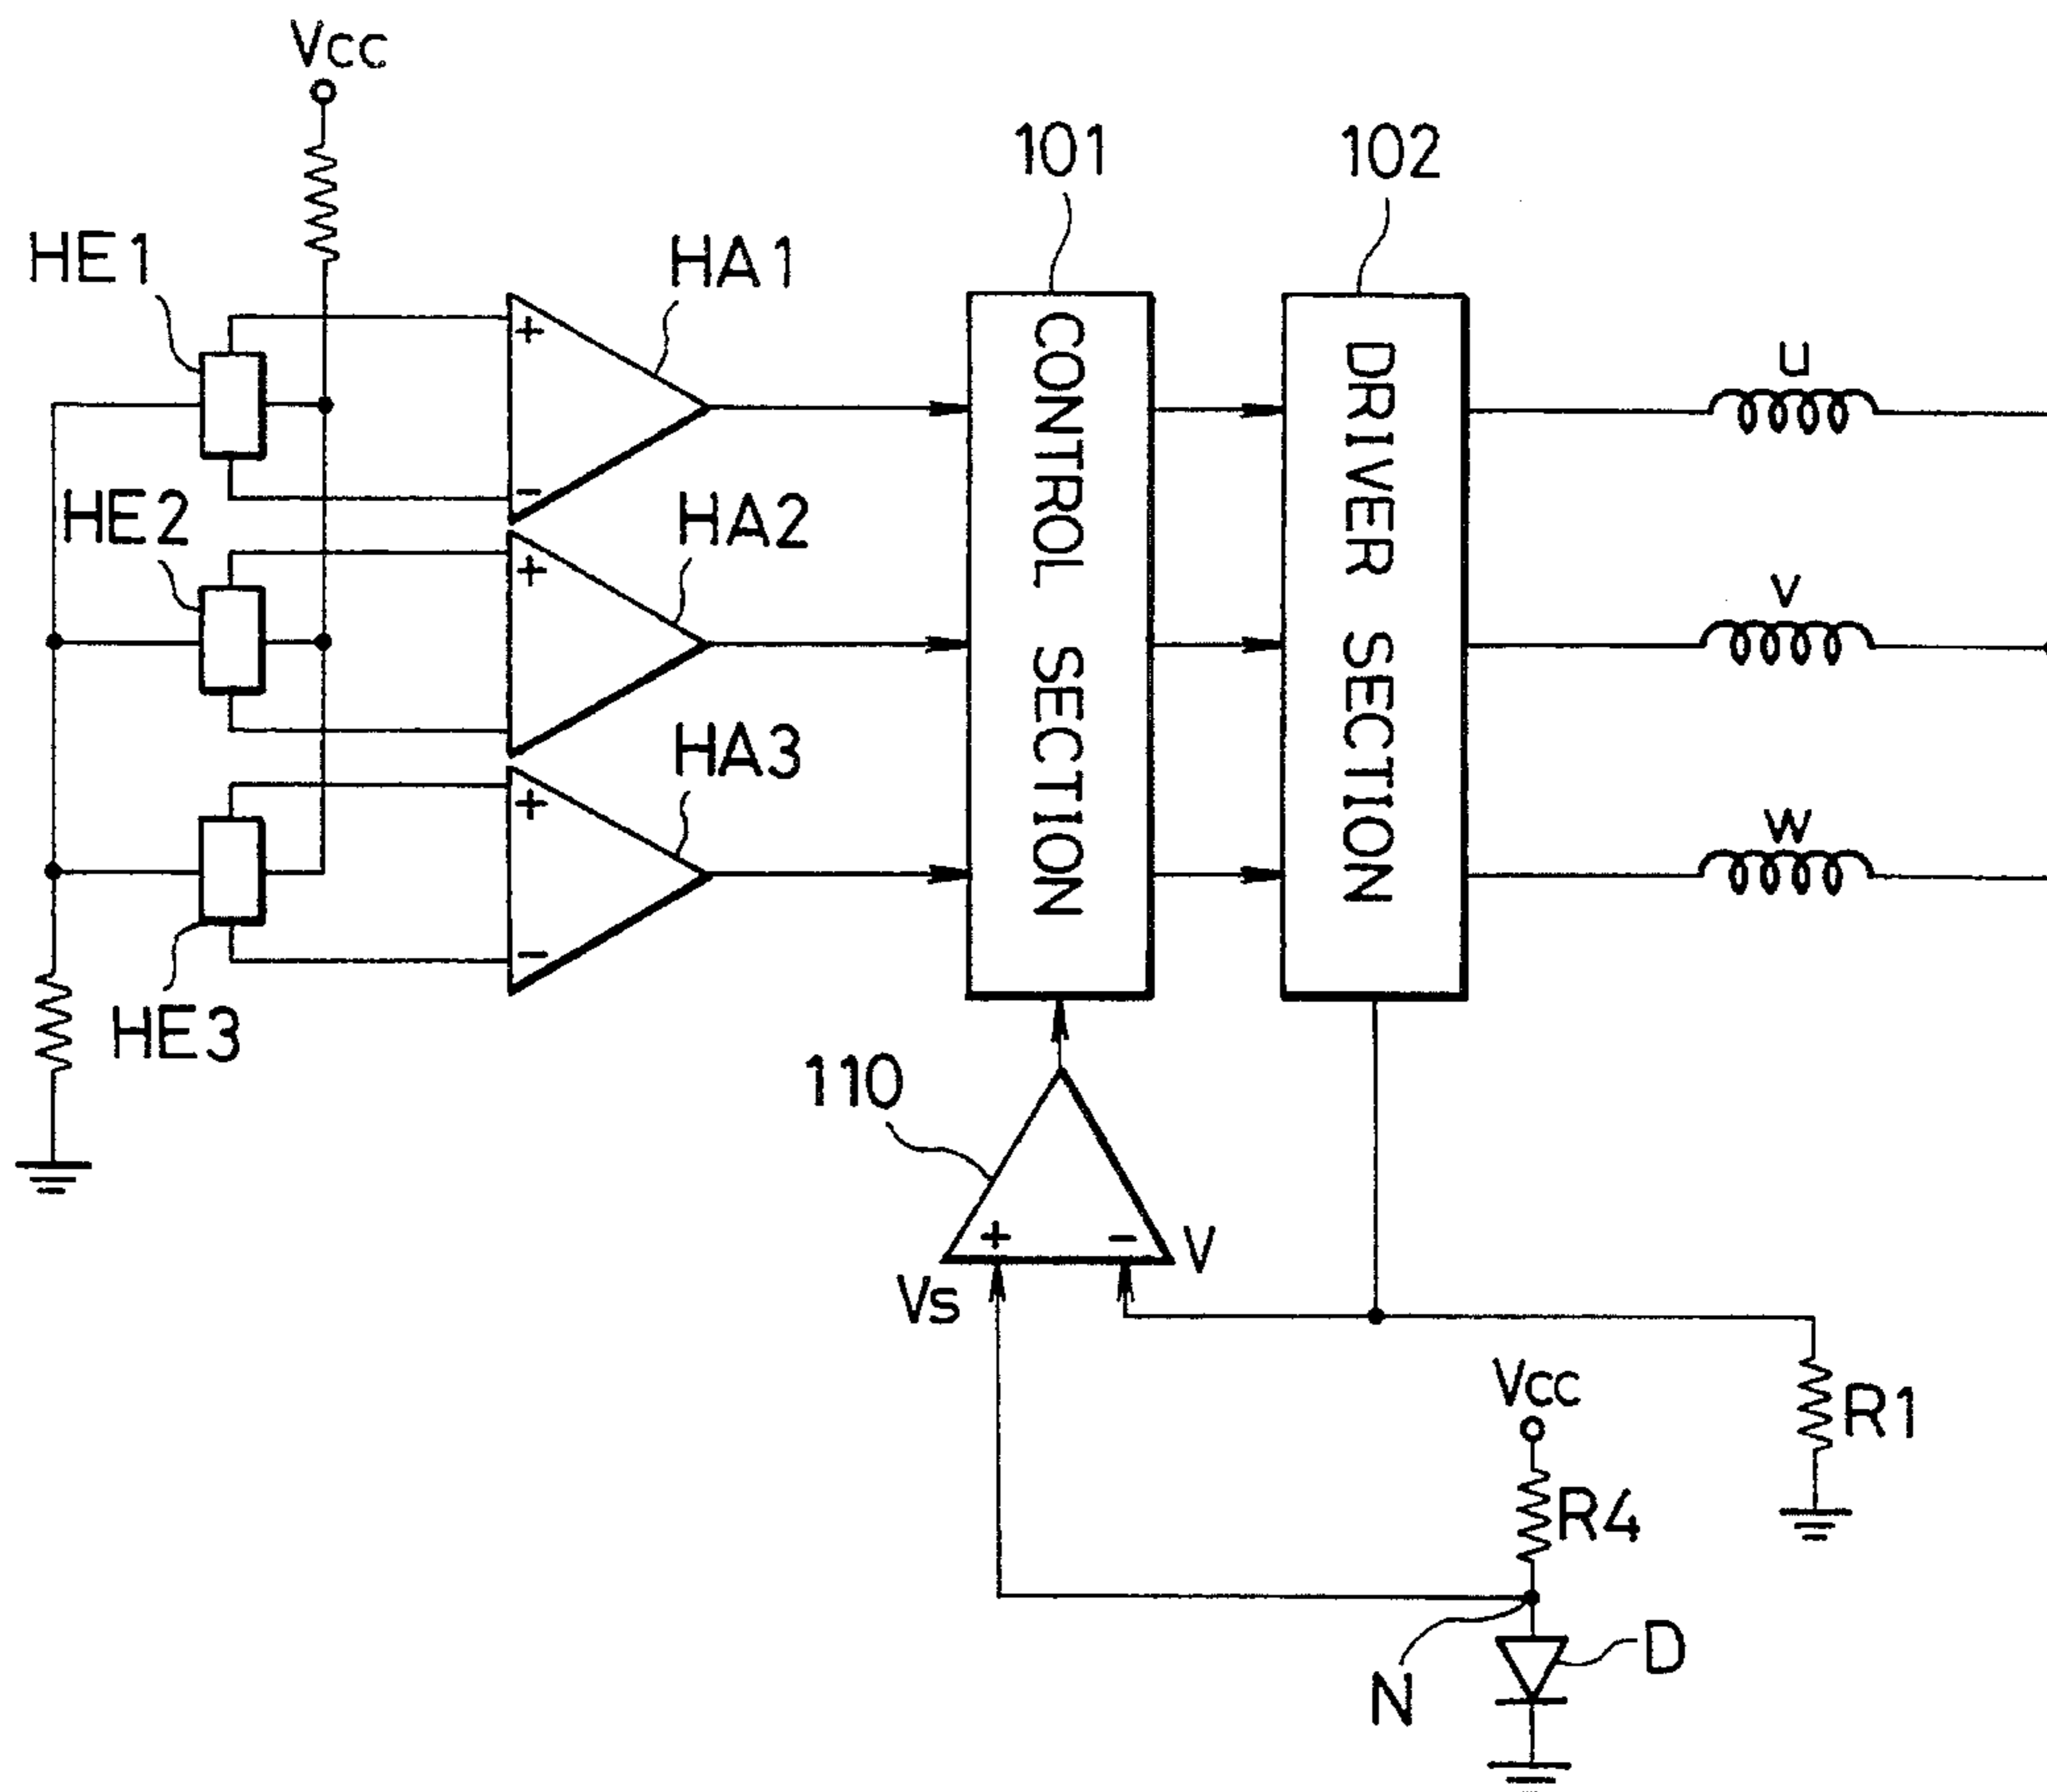 Vcc
101
102
HE1
HA1
+
-
CONTROL SECTION
DRIVER SECTION
u
HE2
HA2
+
v
HA3
+
-
w
HE3
110
+
-
V
Vs
Vcc
R1
R4
N
D